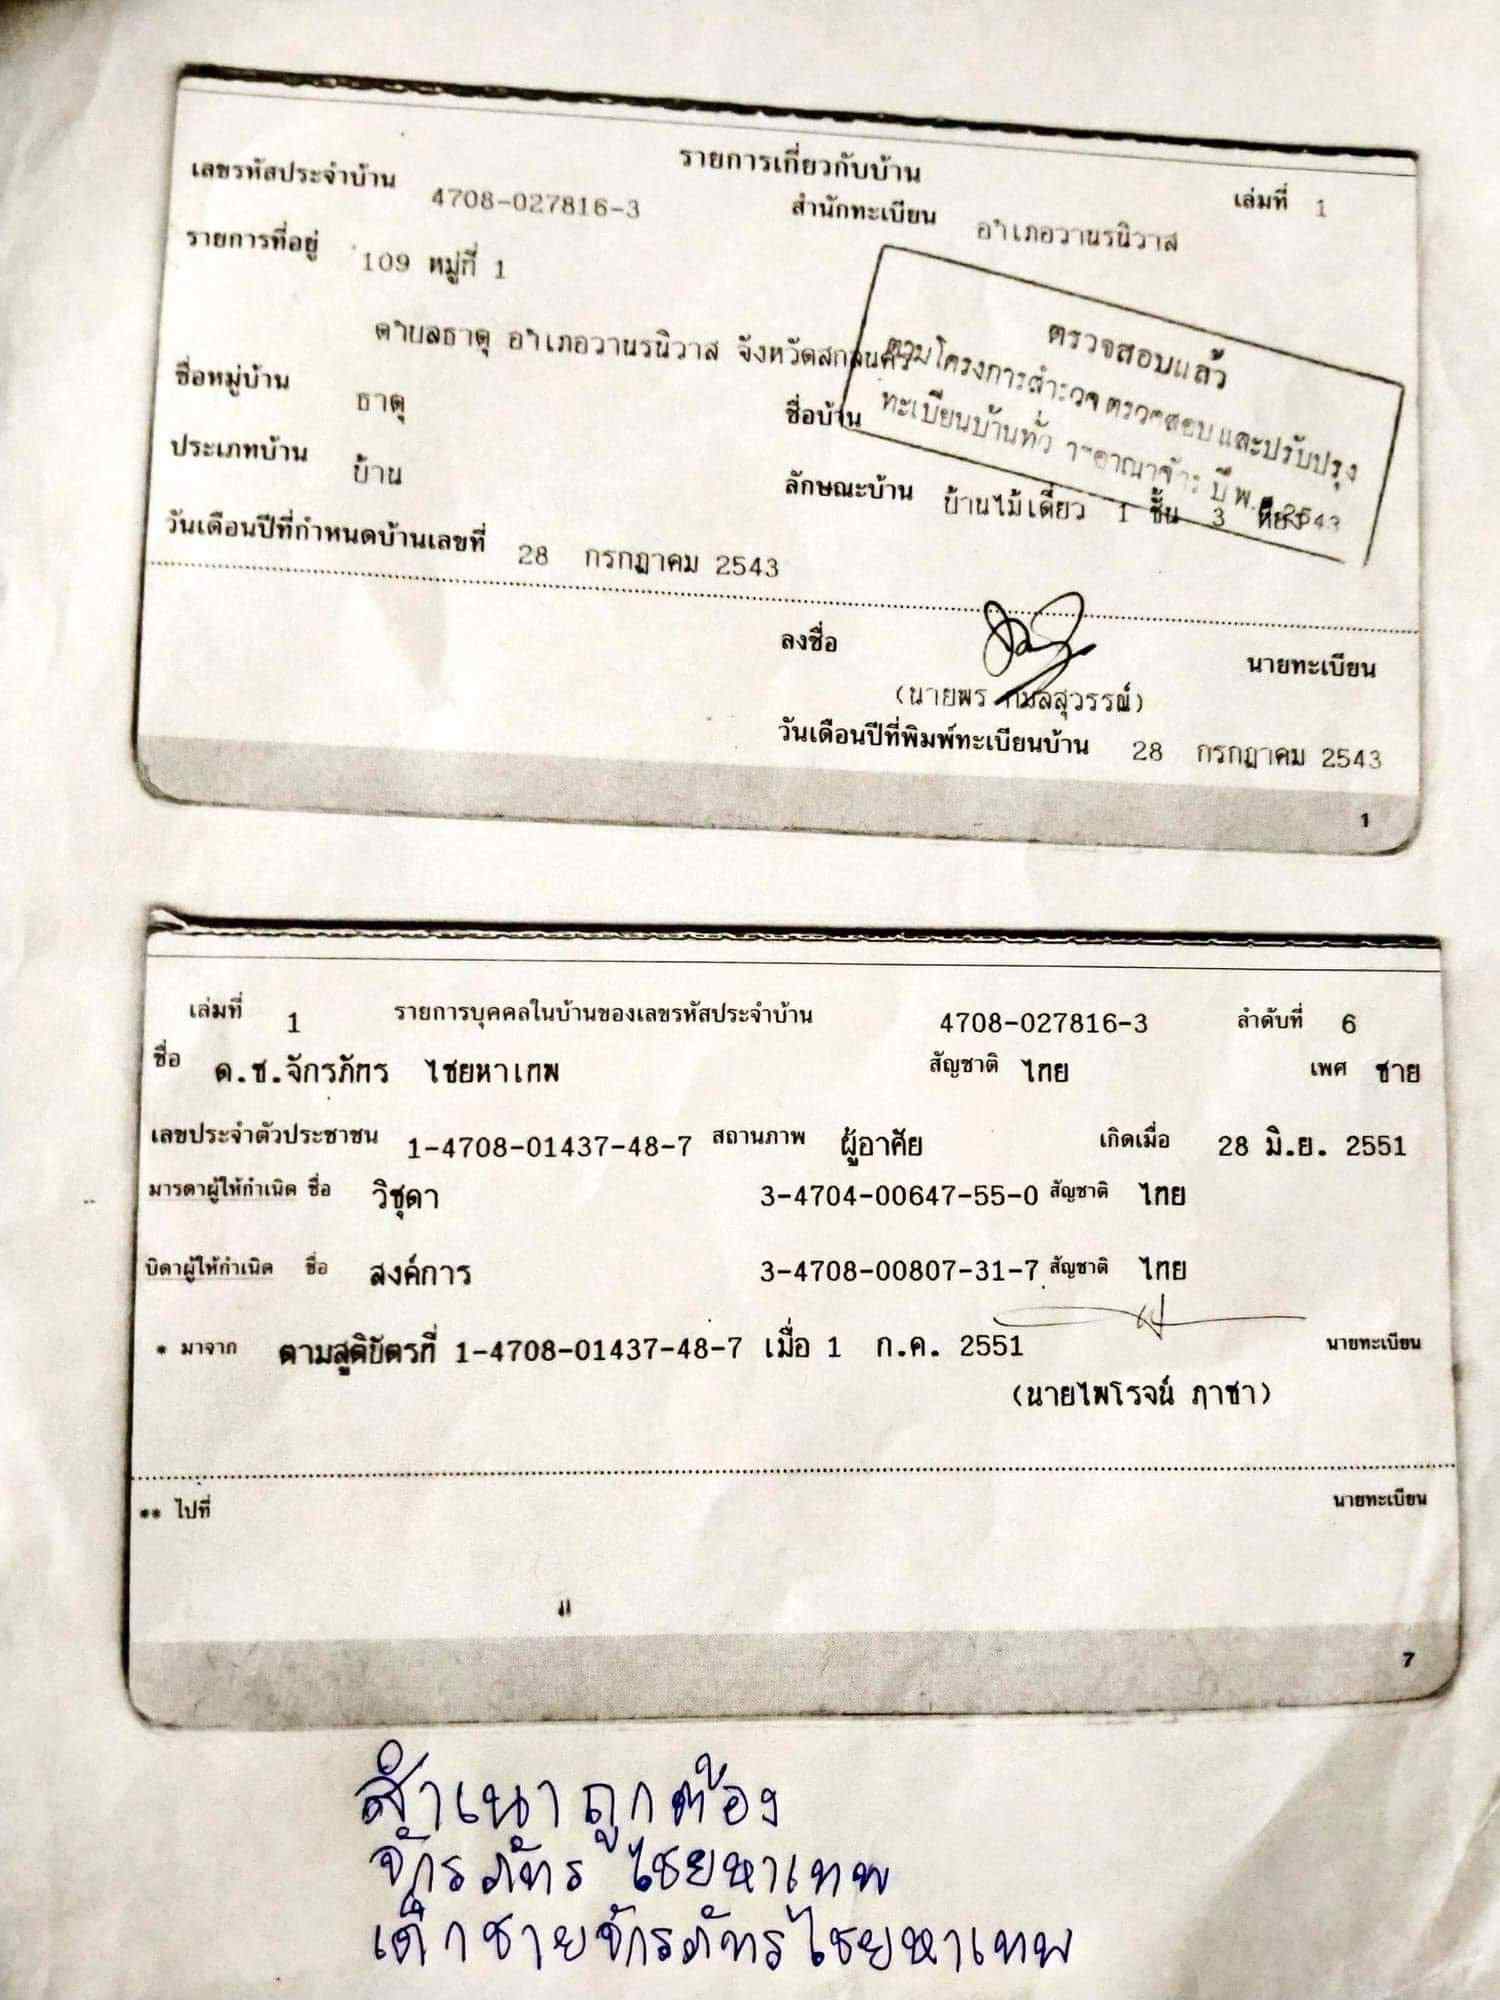 รายการเกี่ยวกับบ้าน เล่มที่ 1
เลขรหัสประจำบ้าน 4708-027816-3 สำนักทะเบียน อำเภอวานรนิวาส
รายการที่อยู่ 109 หมู่ที่ 1
ตำบลธาตุ อำเภอวานรนิวาส จังหวัดสกลนคร
ตรวจสอบแล้ว
ตามโครงการสำรวจ ตรวจสอบ และปรับปรุง
ทะเบียนบ้านทั่วราชอาณาจักร ปี พ.ศ.2543
ชื่อหมู่บ้าน ธาตุ ชื่อบ้าน
ประเภทบ้าน บ้าน ลักษณะบ้าน บ้านไม้เดี่ยว 1 ชั้น 3 ห้อง
วันเดือนปีที่กำหนดบ้านเลขที่ 28 กรกฎาคม 2543
ลงชื่อ นายทะเบียน
(นายพร กมลสุวรรณ์)
วันเดือนปีที่พิมพ์ทะเบียนบ้าน 28 กรกฎาคม 2543
1
เล่มที่ 1 รายการบุคคลในบ้านของเลขรหัสประจำบ้าน 4708-027816-3 ลำดับที่ 6
ชื่อ ด.ช.จักรภัทร ไชยหาเทพ สัญชาติ ไทย เพศ ชาย
เลขประจำตัวประชาชน 1-4708-01437-48-7 สถานภาพ ผู้อาศัย เกิดเมื่อ 28 มิ.ย. 2551
มารดาผู้ให้กำเนิด ชื่อ วิชุดา 3-4704-00647-55-0 สัญชาติ ไทย
บิดาผู้ให้กำเนิด ชื่อ สงค์การ 3-4708-00807-31-7 สัญชาติ ไทย
* มาจาก ตามสูติบัตรที่ 1-4708-01437-48-7 เมื่อ 1 ก.ค. 2551 นายทะเบียน
(นายไพโรจน์ ภาชา)
** ไปที่ นายทะเบียน
7
สำเนาถูกต้อง
จักรภัทร ไชยหาเทพ
เด็กชายจักรภัทร ไชยหาเทพ